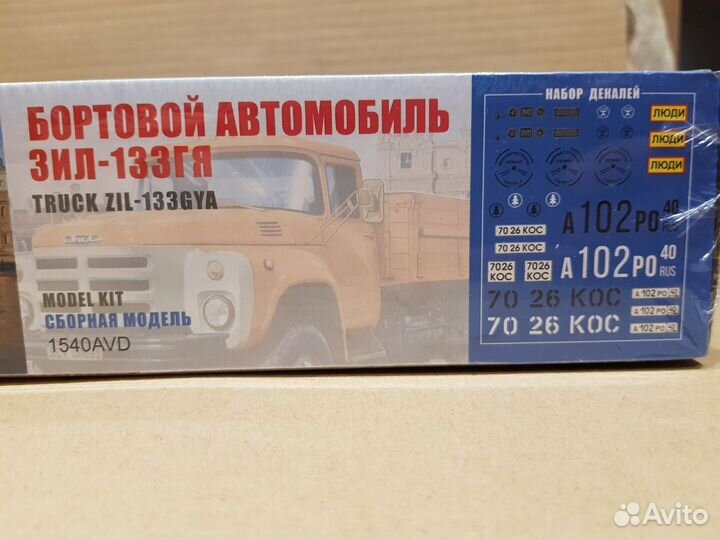 БОРТОВОЙ АВТОМОБИЛЬ
ЗИЛ-133ГЯ
TRUCK ZIL-133GYA
MODEL KIT
СБОРНАЯ МОДЕЛЬ
1540AVD
НАБОР ДЕКАЛЕЙ
ЛЮДИ
ЛЮДИ
ЛЮДИ
А 102 РО 40
70 26 КОС
70 26 КОС
А 102 РО 40 RUS
7026 КОС
7026 КОС
70 26 КОС
А 102 РО 40
А 102 РО 40
70 26 КОС
А 102 РО 40
Avito